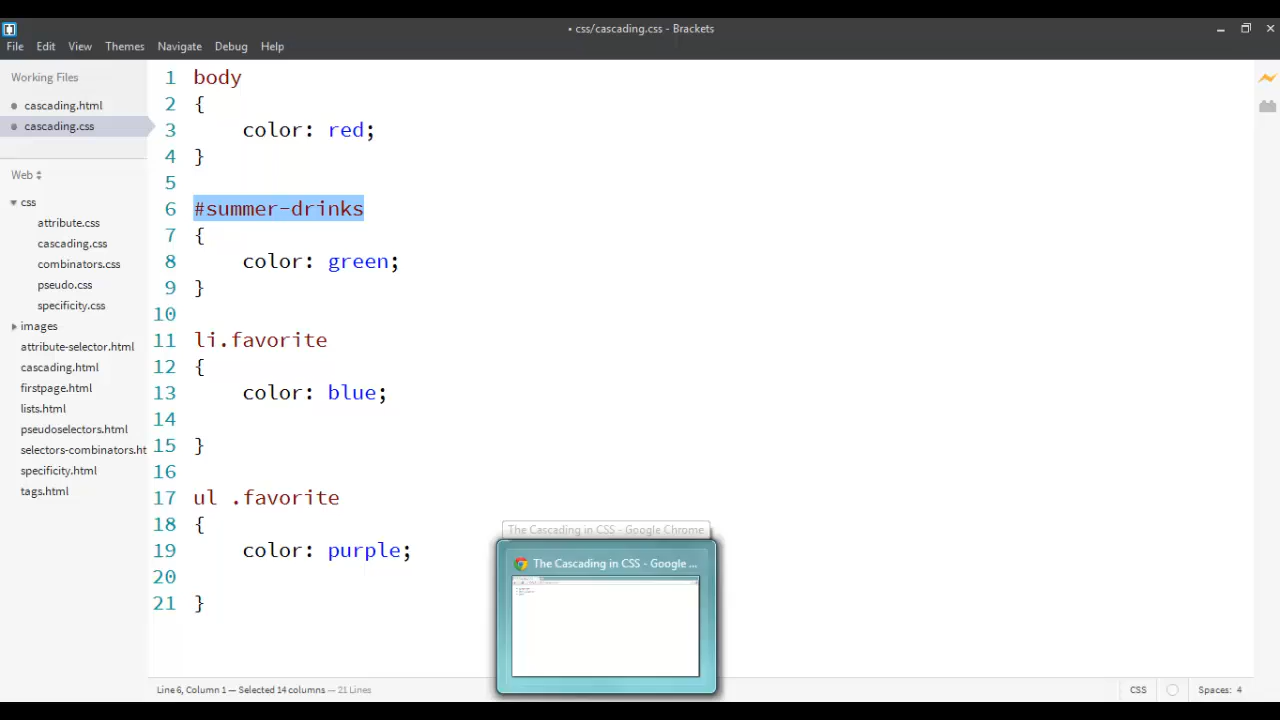 • css/cascading.css - Brackets
File Edit View Themes Navigate Debug Help
Working Files
cascading.html
cascading.css
Web
css
attribute.css
cascading.css
combinators.css
pseudo.css
specificity.css
images
attribute-selector.html
cascading.html
firstpage.html
lists.html
pseudoselectors.html
selectors-combinators.ht
specificity.html
tags.html
1 body
2 {
3 color: red;
4 }
5
6 #summer-drinks
7 {
8 color: green;
9 }
10
11 li.favorite
12 {
13 color: blue;
14
15 }
16
17 ul .favorite
18 {
19 color: purple;
20
21 }
The Cascading in CSS - Google Chrome
The Cascading in CSS - Google ...
Line 6, Column 1 — Selected 14 columns — 21 Lines
CSS
Spaces: 4